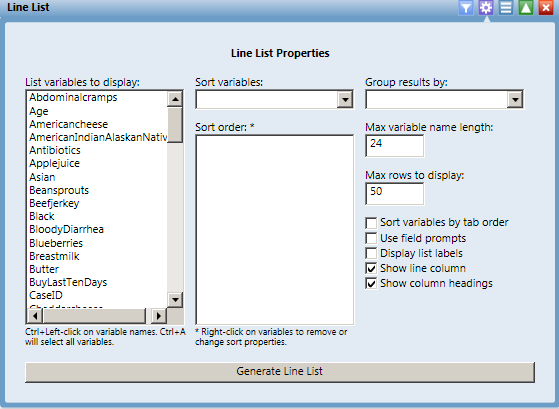 Line List
Line List Properties
List variables to display:
Abdominalcramps
Age
Americancheese
AmericanIndianAlaskanNativ
Antibiotics
Applejuice
Asian
Beansprouts
Beefjerkey
Black
BloodyDiarrhea
Blueberries
Breastmilk
Butter
BuyLastTenDays
CaseID
Ctrl+Left-click on variable names. Ctrl+A
will select all variables.
Sort variables:
Sort order: *
* Right-click on variables to remove or
change sort properties.
Group results by:
Max variable name length:
24
Max rows to display:
50
Sort variables by tab order
Use field prompts
Display list labels
Show line column
Show column headings
Generate Line List